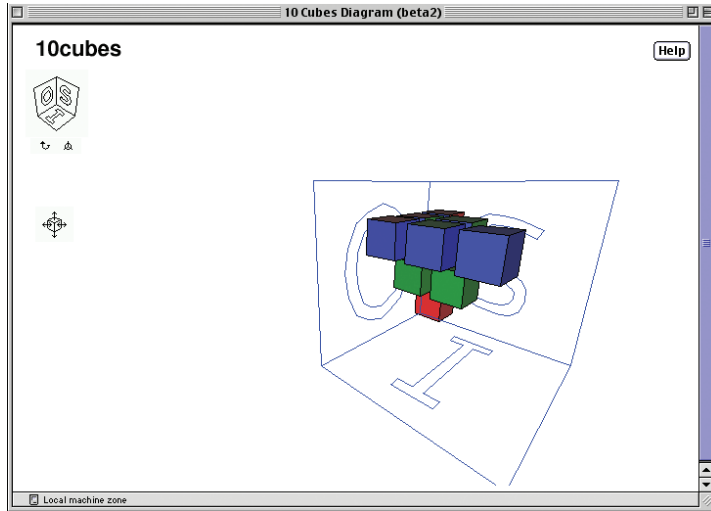 10 Cubes Diagram (beta2)
10cubes
Help
O S
I
O S
I
Local machine zone